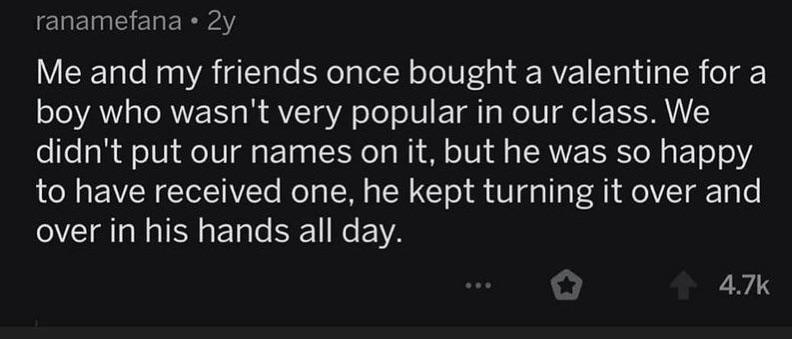 ranamefana • 2y
Me and my friends once bought a valentine for a
boy who wasn't very popular in our class. We
didn't put our names on it, but he was so happy
to have received one, he kept turning it over and
over in his hands all day.
... 4.7k